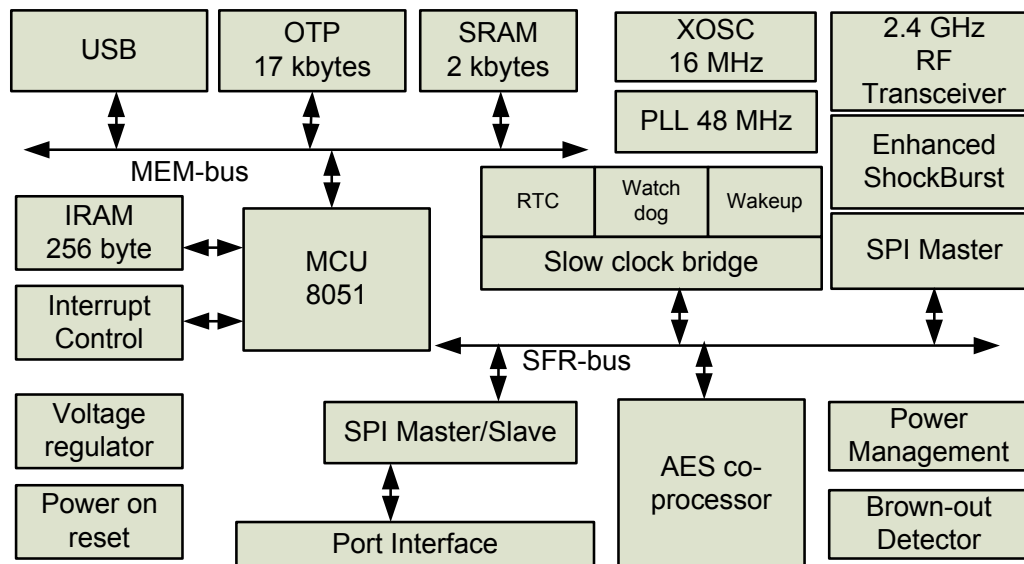 USB
OTP
17 kbytes
SRAM
2 kbytes
XOSC
16 MHz
2.4 GHz
RF
Transceiver
PLL 48 MHz
Enhanced
ShockBurst
MEM-bus
RTC
Watch
dog
Wakeup
IRAM
256 byte
MCU
8051
Slow clock bridge
SPI Master
Interrupt
Control
SFR-bus
Voltage
regulator
SPI Master/Slave
AES co-
processor
Power
Management
Power on
reset
Port Interface
Brown-out
Detector